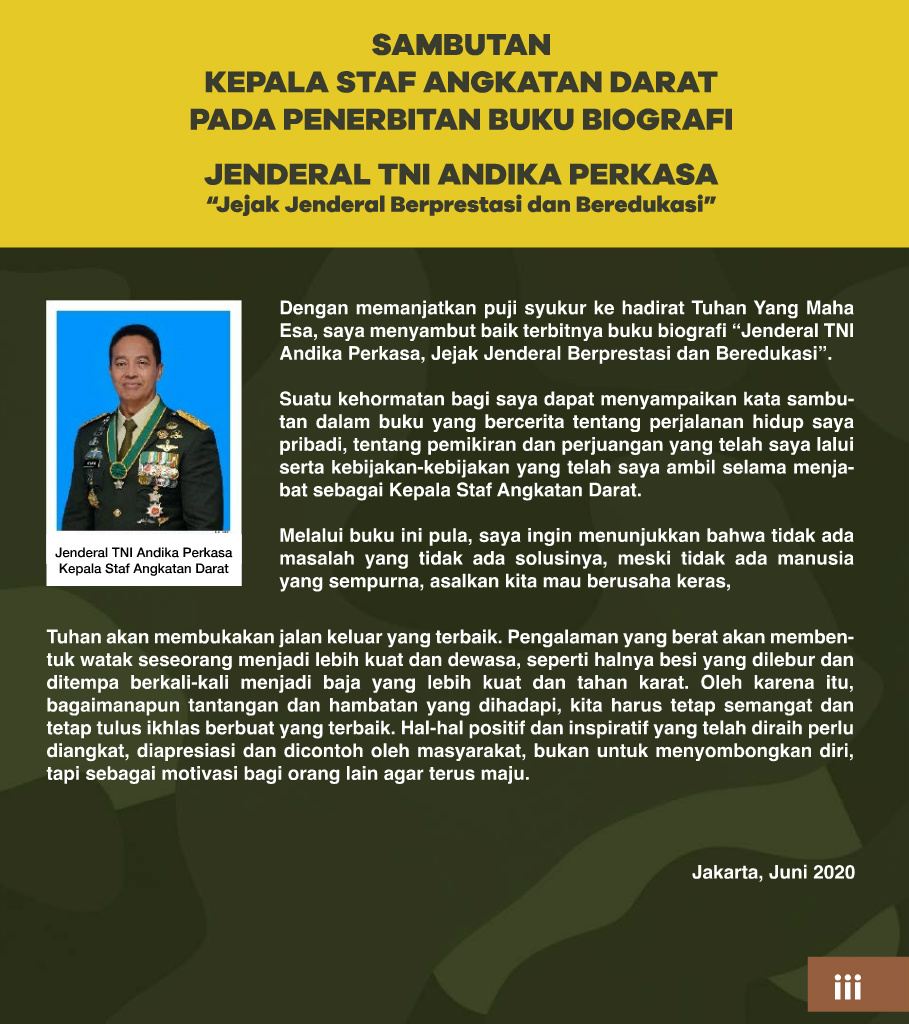 SAMBUTAN
KEPALA STAF ANGKATAN DARAT
PADA PENERBITAN BUKU BIOGRAFI
JENDERAL TNI ANDIKA PERKASA
“Jejak Jenderal Berprestasi dan Beredukasi”
Dengan memanjatkan puji syukur ke hadirat Tuhan Yang Maha
Esa, saya menyambut baik terbitnya buku biografi “Jenderal TNI
Andika Perkasa, Jejak Jenderal Berprestasi dan Beredukasi”.
Suatu kehormatan bagi saya dapat menyampaikan kata sambu-
tan dalam buku yang bercerita tentang perjalanan hidup saya
pribadi, tentang pemikiran dan perjuangan yang telah saya lalui
serta kebijakan-kebijakan yang telah saya ambil selama menja-
bat sebagai Kepala Staf Angkatan Darat.
Melalui buku ini pula, saya ingin menunjukkan bahwa tidak ada
masalah yang tidak ada solusinya, meski tidak ada manusia
yang sempurna, asalkan kita mau berusaha keras,
Jenderal TNI Andika Perkasa
Kepala Staf Angkatan Darat
Tuhan akan membukakan jalan keluar yang terbaik. Pengalaman yang berat akan memben-
tuk watak seseorang menjadi lebih kuat dan dewasa, seperti halnya besi yang dilebur dan
ditempa berkali-kali menjadi baja yang lebih kuat dan tahan karat. Oleh karena itu,
bagaimanapun tantangan dan hambatan yang dihadapi, kita harus tetap semangat dan
tetap tulus ikhlas berbuat yang terbaik. Hal-hal positif dan inspiratif yang telah diraih perlu
diangkat, diapresiasi dan dicontoh oleh masyarakat, bukan untuk menyombongkan diri,
tapi sebagai motivasi bagi orang lain agar terus maju.
Jakarta, Juni 2020
iii